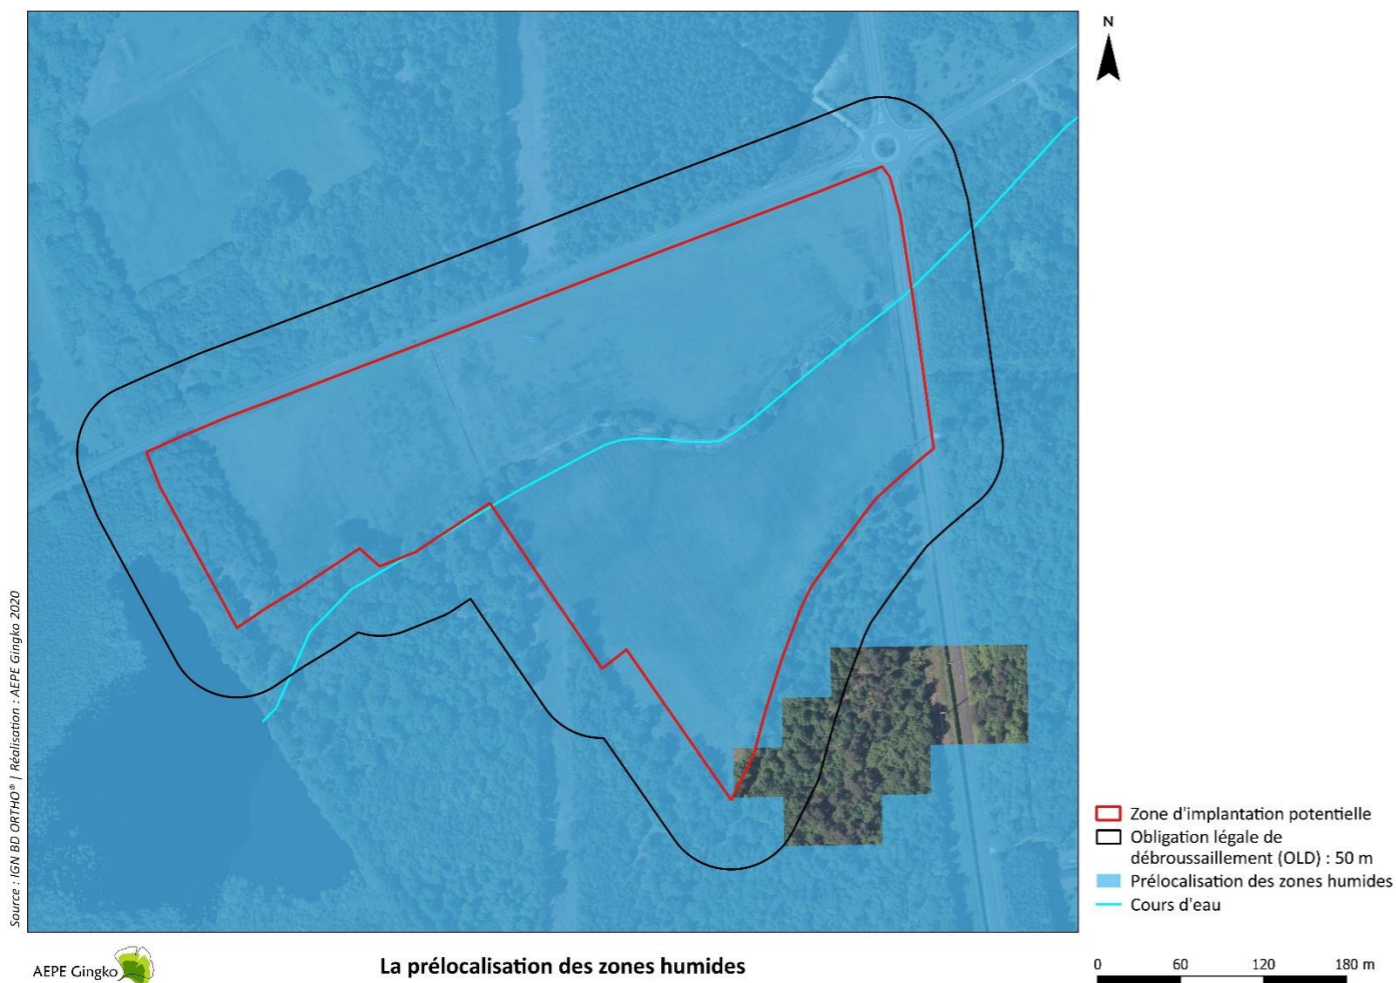 N
Source : IGN BD ORTHO® | Réalisation : AEPE Gingko 2020
Zone d'implantation potentielle
Obligation légale de
débroussaillement (OLD) : 50 m
Prélocalisation des zones humides
Cours d'eau
AEPE Gingko
La prélocalisation des zones humides
0 60 120 180 m